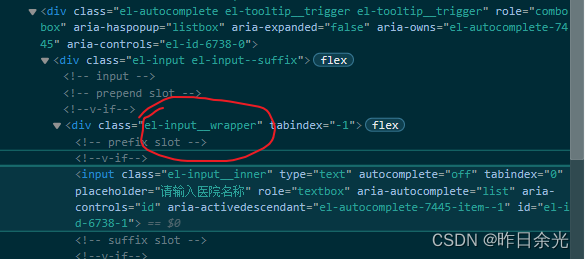 <div class="el-autocomplete el-tooltip__trigger el-tooltip__trigger" role="combo
box" aria-haspopup="listbox" aria-expanded="false" aria-owns="el-autocomplete-74
45" aria-controls="el-id-6738-0">
<div class="el-input el-input--suffix"> flex
<!-- input -->
<!-- prepend slot -->
<!--v-if-->
<div class="el-input__wrapper" tabindex="-1"> flex
<!-- prefix slot -->
<!--v-if-->
<input class="el-input__inner" type="text" autocomplete="off" tabindex="0"
placeholder="请输入医院名称" role="textbox" aria-autocomplete="list" aria-
controls="id" aria-activedescendant="el-autocomplete-7445-item--1" id="el-i
d-6738-1"> == $0
<!-- suffix slot -->
<!--v-if-->
CSDN @昨日余光